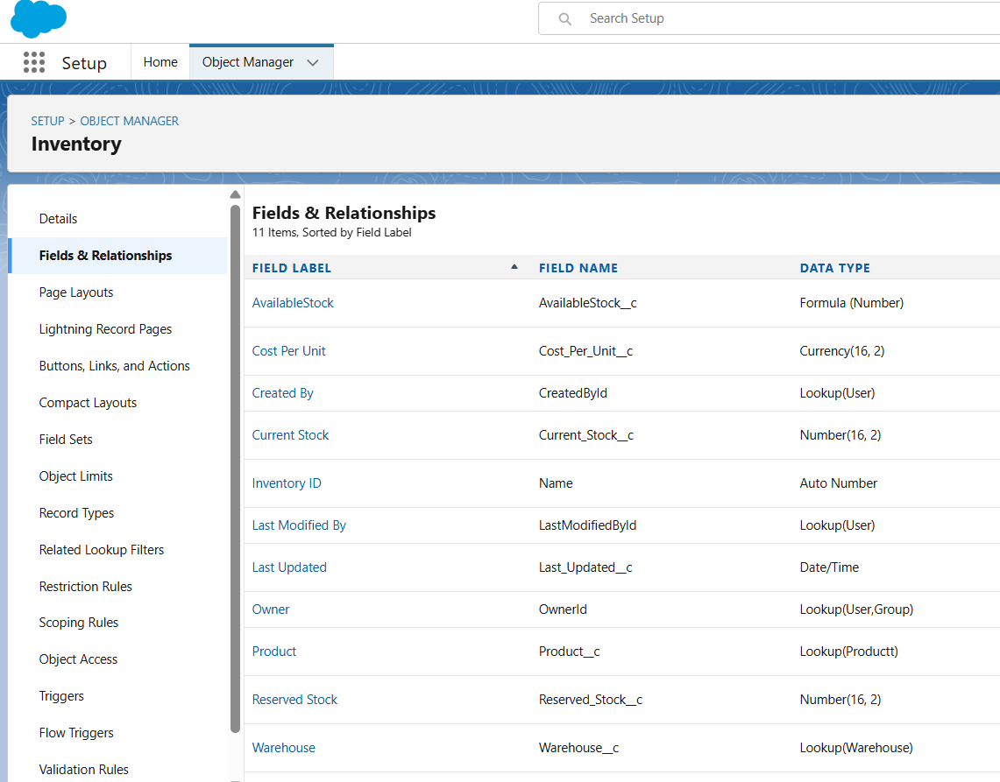 Search Setup
Setup Home Object Manager
SETUP > OBJECT MANAGER
Inventory
Details
Fields & Relationships
Page Layouts
Lightning Record Pages
Buttons, Links, and Actions
Compact Layouts
Field Sets
Object Limits
Record Types
Related Lookup Filters
Restriction Rules
Scoping Rules
Object Access
Triggers
Flow Triggers
Validation Rules
Fields & Relationships
11 Items, Sorted by Field Label
FIELD LABEL FIELD NAME DATA TYPE
AvailableStock AvailableStock__c Formula (Number)
Cost Per Unit Cost_Per_Unit__c Currency(16, 2)
Created By CreatedById Lookup(User)
Current Stock Current_Stock__c Number(16, 2)
Inventory ID Name Auto Number
Last Modified By LastModifiedById Lookup(User)
Last Updated Last_Updated__c Date/Time
Owner OwnerId Lookup(User,Group)
Product Product__c Lookup(Productt)
Reserved Stock Reserved_Stock__c Number(16, 2)
Warehouse Warehouse__c Lookup(Warehouse)